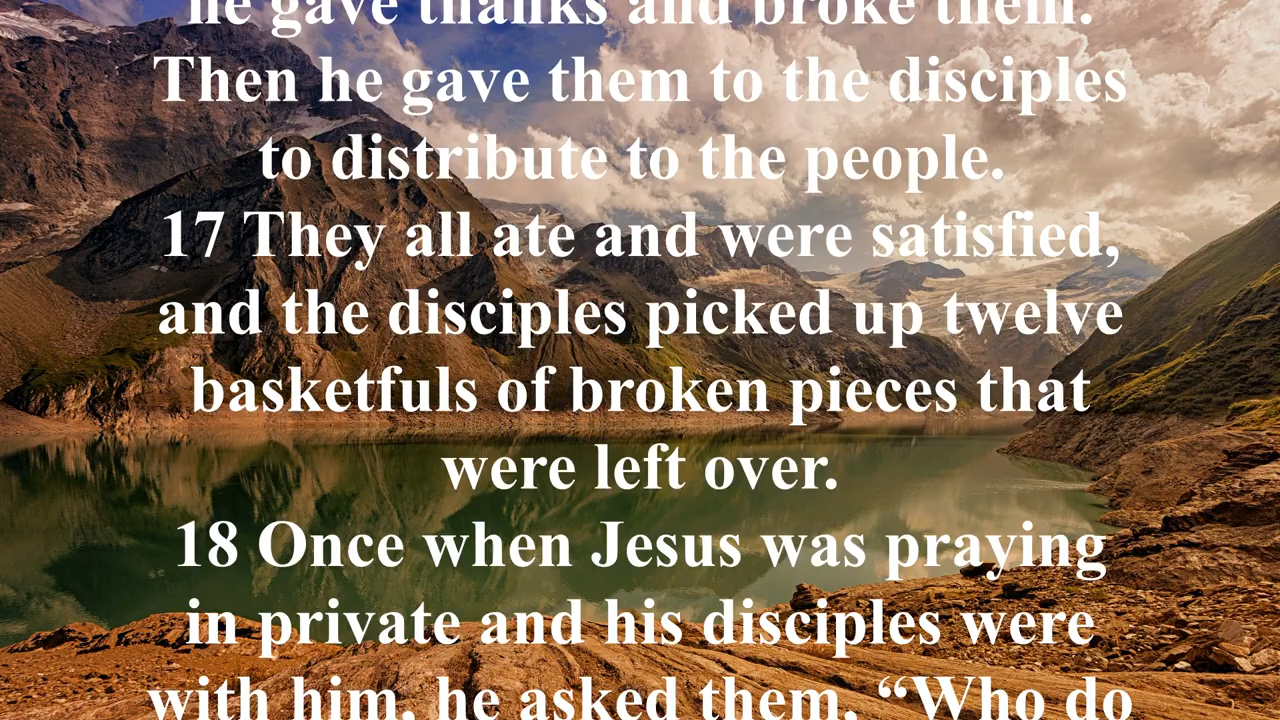 he gave thanks and broke them.
Then he gave them to the disciples
to distribute to the people.
17 They all ate and were satisfied,
and the disciples picked up twelve
basketfuls of broken pieces that
were left over.
18 Once when Jesus was praying
in private and his disciples were
with him, he asked them, “Who do